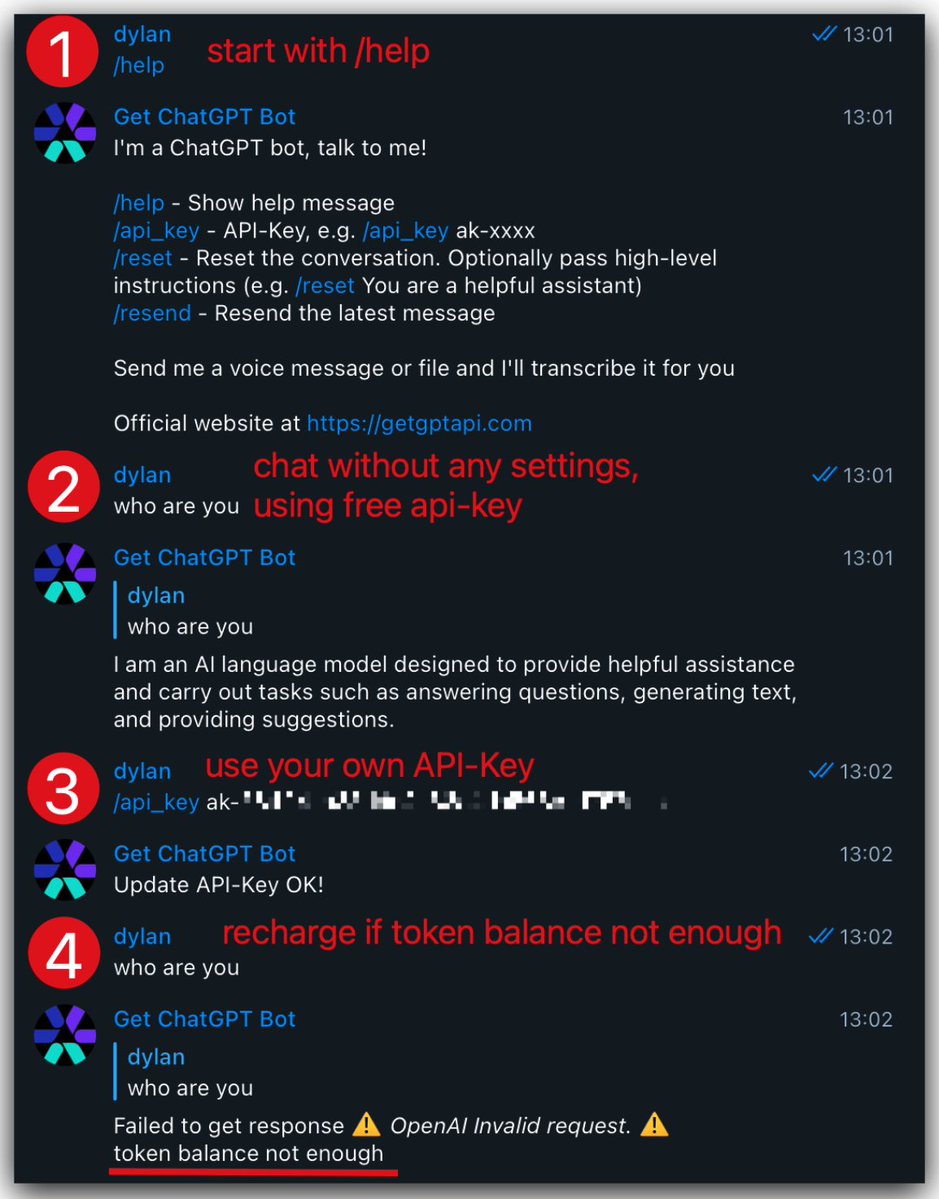 1
dylan
start with /help
13:01
/help
Get ChatGPT Bot
13:01
I'm a ChatGPT bot, talk to me!
/help - Show help message
/api_key - API-Key, e.g. /api_key ak-xxxx
/reset - Reset the conversation. Optionally pass high-level
instructions (e.g. /reset You are a helpful assistant)
/resend - Resend the latest message
Send me a voice message or file and I'll transcribe it for you
Official website at https://getgptapi.com
2
dylan
chat without any settings,
13:01
who are you
using free api-key
Get ChatGPT Bot
13:01
dylan
who are you
I am an AI language model designed to provide helpful assistance
and carry out tasks such as answering questions, generating text,
and providing suggestions.
3
dylan
use your own API-Key
13:02
/api_key ak-
Get ChatGPT Bot
13:02
Update API-Key OK!
4
dylan
recharge if token balance not enough
13:02
who are you
Get ChatGPT Bot
13:02
dylan
who are you
Failed to get response ⚠️ OpenAI Invalid request. ⚠️
token balance not enough